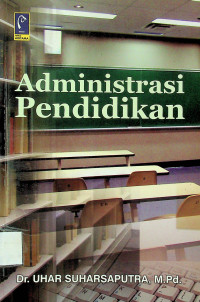 Administrasi
Pendidikan
Dr. UHAR SUHARSAPUTRA, M.Pd